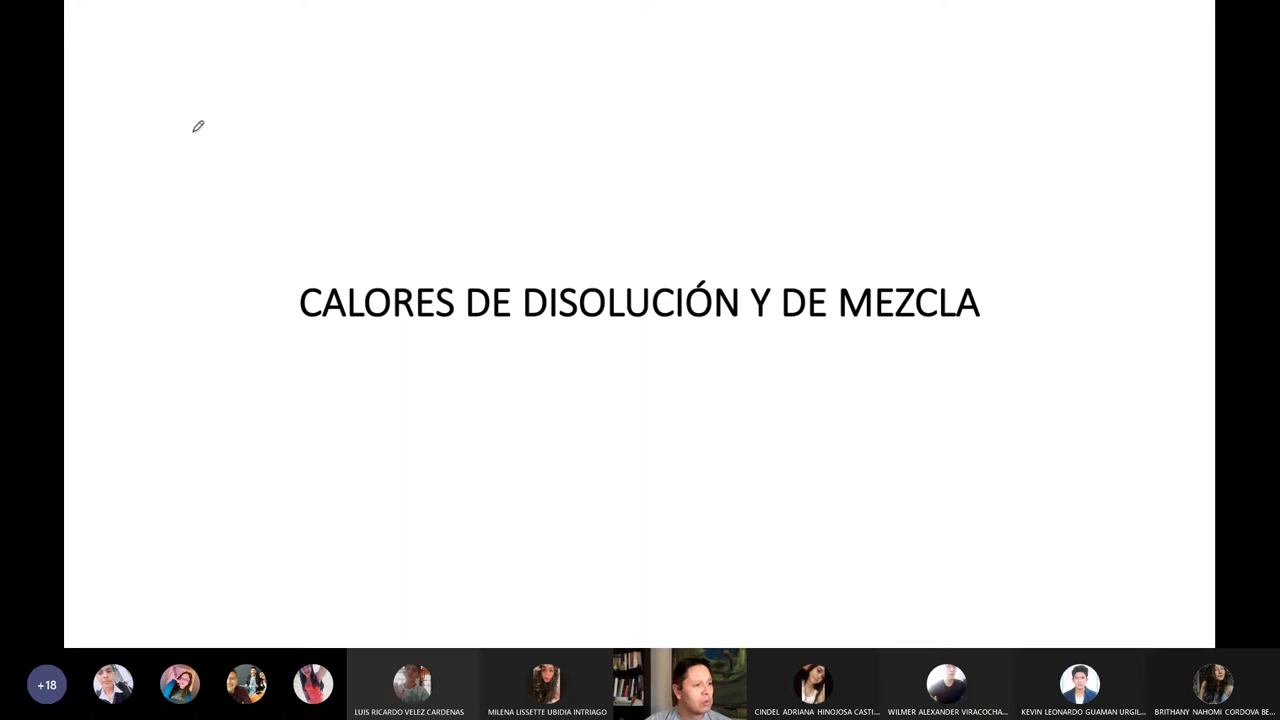 CALORES DE DISOLUCIÓN Y DE MEZCLA
+18
LUIS RICARDO VELEZ CARDENAS
MILENA LISSETTE UBIDIA INTRIAGO
CINDEL ADRIANA HINOJOSA CASTI...
WILMER ALEXANDER VIRACOCHA...
KEVIN LEONARDO GUAMAN URGIL...
BRITHANY NAHOMI CORDOVA BE...